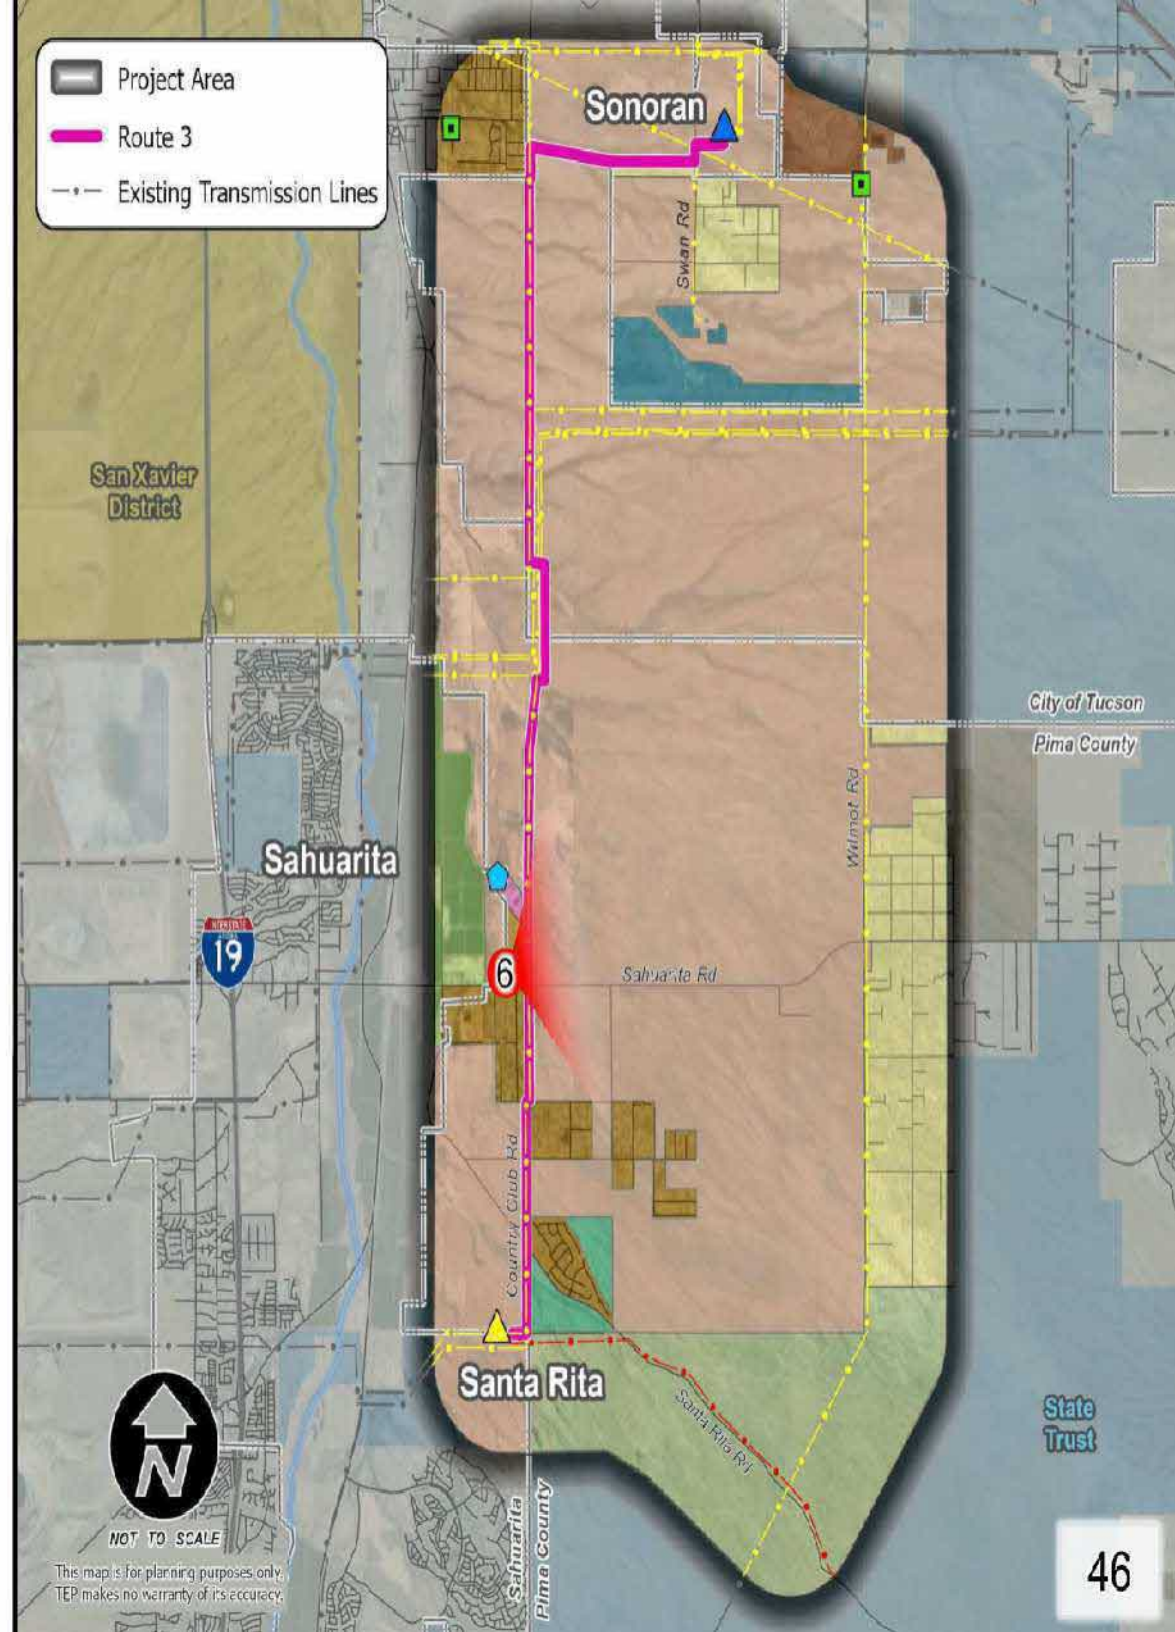 Project Area
Route 3
Existing Transmission Lines
Sonoran
Swan Rd
San Xavier
District
City of Tucson
Pima County
Wilmot Rd
Sahuarita
INTERSTATE
19
6
Sahuarita Rd
Country Club Rd
Santa Rita
Santa Rita Rd
State
Trust
N
NOT TO SCALE
This map is for planning purposes only.
TEP makes no warranty of its accuracy.
Sahuarita
Pima County
46